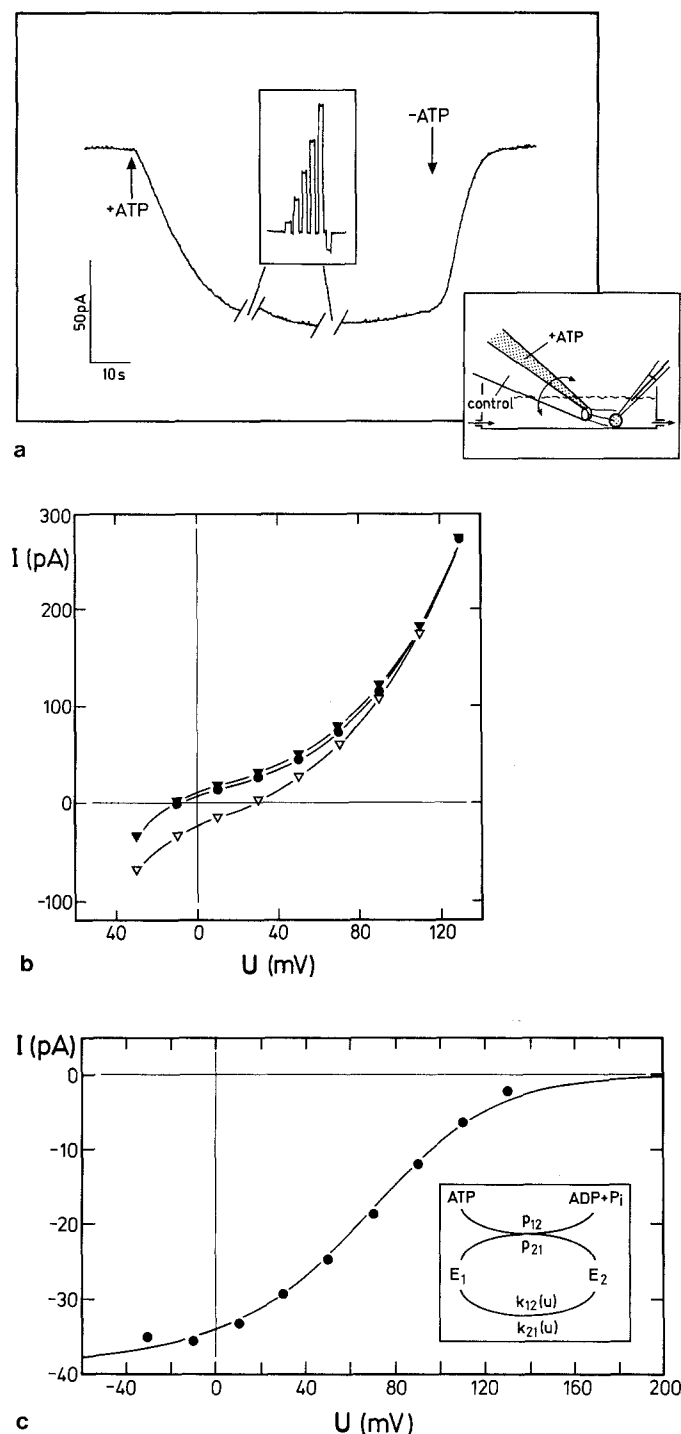 -ATP
+ATP
50pA
10s
+ATP
control
a
300
I (pA)
200
100
0
-100
40
0
40
80
120
b
U (mV)
I (pA)
0
-10
-20
-30
-40
ATP
ADP+Pi
p12
p21
E1
E2
k12(u)
k21(u)
-40
0
40
80
120
160
200
c
U (mV)